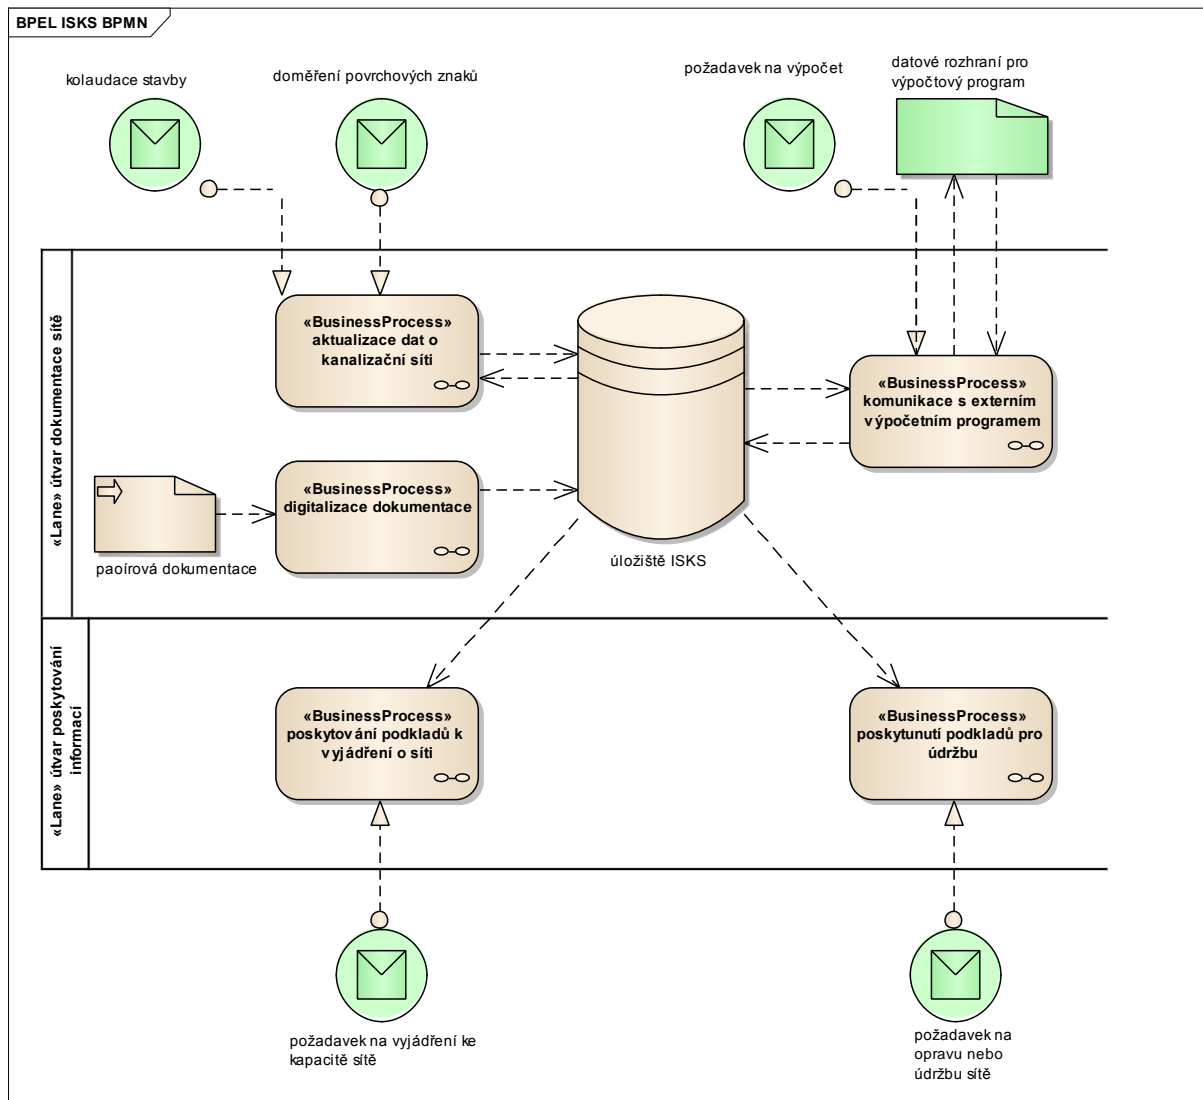 BPEL ISKS BPMN
kolaudace stavby
doměření povrchových znaků
požadavek na výpočet
datové rozhraní pro
výpočtový program
«Lane» útvar dokumentace sítě
«BusinessProcess»
aktualizace dat o
kanalizační síti
«BusinessProcess»
komunikace s externím
výpočetním programem
«BusinessProcess»
digitalizace dokumentace
paoírová dokumentace
úložiště ISKS
«Lane» útvar poskytování
informací
«BusinessProcess»
poskytování podkladů k
vyjádření o síti
«BusinessProcess»
poskytunutí podkladů pro
údržbu
požadavek na vyjádření ke
kapacitě sítě
požadavek na
opravu nebo
údržbu sítě